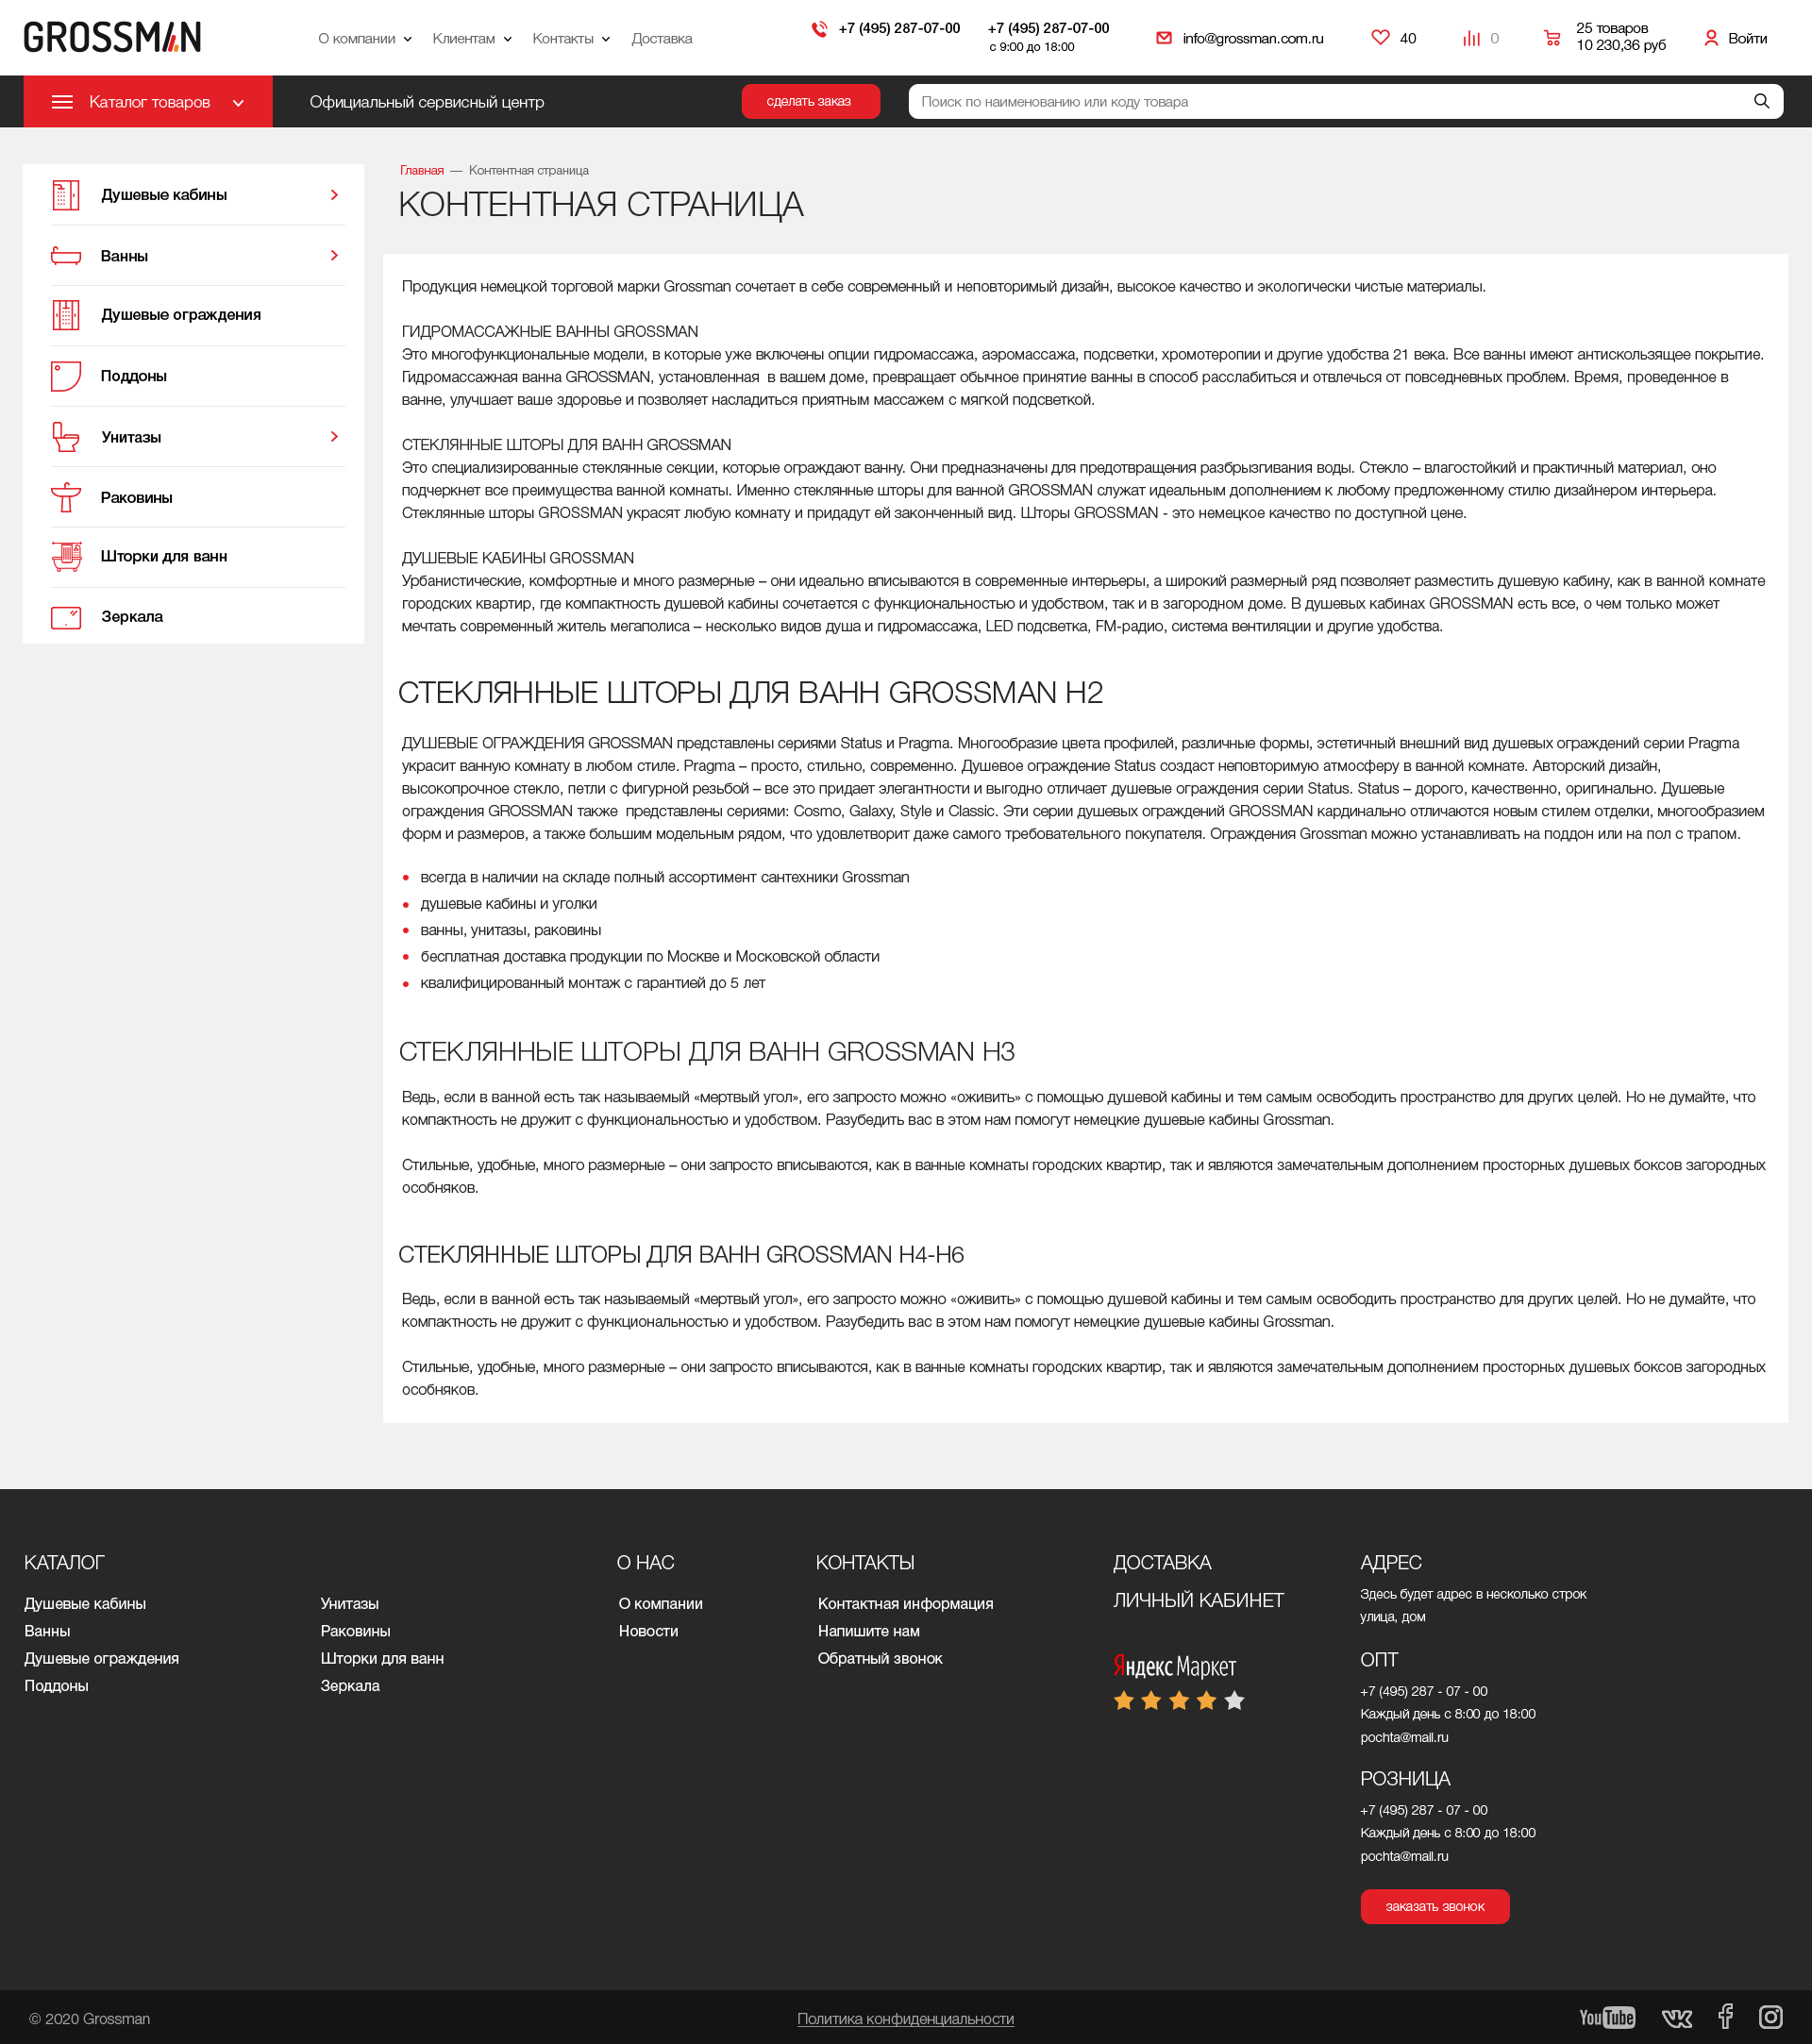 GROSSMAN
О компании
Клиентам
Контакты
Доставка
+7 (495) 287-07-00
+7 (495) 287-07-00
с 9:00 до 18:00
info@grossman.com.ru
40
0
25 товаров
10 230,36 руб
Войти
Каталог товаров
Официальный сервисный центр
сделать заказ
Поиск по наименованию или коду товара
Душевые кабины
Ванны
Душевые ограждения
Поддоны
Унитазы
Раковины
Шторки для ванн
Зеркала
Главная — Контентная страница
КОНТЕНТНАЯ СТРАНИЦА
Продукция немецкой торговой марки Grossman сочетает в себе современный и неповторимый дизайн, высокое качество и экологически чистые материалы.
ГИДРОМАССАЖНЫЕ ВАННЫ GROSSMAN
Это многофункциональные модели, в которые уже включены опции гидромассажа, аэромассажа, подсветки, хромотеропии и другие удобства 21 века. Все ванны имеют антискользящее покрытие.
Гидромассажная ванна GROSSMAN, установленная  в вашем доме, превращает обычное принятие ванны в способ расслабиться и отвлечься от повседневных проблем. Время, проведенное в
ванне, улучшает ваше здоровье и позволяет насладиться приятным массажем с мягкой подсветкой.
СТЕКЛЯННЫЕ ШТОРЫ ДЛЯ ВАНН GROSSMAN
Это специализированные стеклянные секции, которые ограждают ванну. Они предназначены для предотвращения разбрызгивания воды. Стекло – влагостойкий и практичный материал, оно
подчеркнет все преимущества ванной комнаты. Именно стеклянные шторы для ванной GROSSMAN служат идеальным дополнением к любому предложенному стилю дизайнером интерьера.
Стеклянные шторы GROSSMAN украсят любую комнату и придадут ей законченный вид. Шторы GROSSMAN - это немецкое качество по доступной цене.
ДУШЕВЫЕ КАБИНЫ GROSSMAN
Урбанистические, комфортные и много размерные – они идеально вписываются в современные интерьеры, а широкий размерный ряд позволяет разместить душевую кабину, как в ванной комнате
городских квартир, где компактность душевой кабины сочетается с функциональностью и удобством, так и в загородном доме. В душевых кабинах GROSSMAN есть все, о чем только может
мечтать современный житель мегаполиса – несколько видов душа и гидромассажа, LED подсветка, FM-радио, система вентиляции и другие удобства.
СТЕКЛЯННЫЕ ШТОРЫ ДЛЯ ВАНН GROSSMAN H2
ДУШЕВЫЕ ОГРАЖДЕНИЯ GROSSMAN представлены сериями Status и Pragma. Многообразие цвета профилей, различные формы, эстетичный внешний вид душевых ограждений серии Pragma
украсит ванную комнату в любом стиле. Pragma – просто, стильно, современно. Душевое ограждение Status создаст неповторимую атмосферу в ванной комнате. Авторский дизайн,
высокопрочное стекло, петли с фигурной резьбой – все это придает элегантности и выгодно отличает душевые ограждения серии Status. Status – дорого, качественно, оригинально. Душевые
ограждения GROSSMAN также  представлены сериями: Cosmo, Galaxy, Style и Classic. Эти серии душевых ограждений GROSSMAN кардинально отличаются новым стилем отделки, многообразием
форм и размеров, а также большим модельным рядом, что удовлетворит даже самого требовательного покупателя. Ограждения Grossman можно устанавливать на поддон или на пол с трапом.
• всегда в наличии на складе полный ассортимент сантехники Grossman
• душевые кабины и уголки
• ванны, унитазы, раковины
• бесплатная доставка продукции по Москве и Московской области
• квалифицированный монтаж с гарантией до 5 лет
СТЕКЛЯННЫЕ ШТОРЫ ДЛЯ ВАНН GROSSMAN H3
Ведь, если в ванной есть так называемый «мертвый угол», его запросто можно «оживить» с помощью душевой кабины и тем самым освободить пространство для других целей. Но не думайте, что
компактность не дружит с функциональностью и удобством. Разубедить вас в этом нам помогут немецкие душевые кабины Grossman.
Стильные, удобные, много размерные – они запросто вписываются, как в ванные комнаты городских квартир, так и являются замечательным дополнением просторных душевых боксов загородных
особняков.
СТЕКЛЯННЫЕ ШТОРЫ ДЛЯ ВАНН GROSSMAN H4-H6
Ведь, если в ванной есть так называемый «мертвый угол», его запросто можно «оживить» с помощью душевой кабины и тем самым освободить пространство для других целей. Но не думайте, что
компактность не дружит с функциональностью и удобством. Разубедить вас в этом нам помогут немецкие душевые кабины Grossman.
Стильные, удобные, много размерные – они запросто вписываются, как в ванные комнаты городских квартир, так и являются замечательным дополнением просторных душевых боксов загородных
особняков.
КАТАЛОГ
Душевые кабины
Ванны
Душевые ограждения
Поддоны
Унитазы
Раковины
Шторки для ванн
Зеркала
О НАС
О компании
Новости
КОНТАКТЫ
Контактная информация
Напишите нам
Обратный звонок
ДОСТАВКА
ЛИЧНЫЙ КАБИНЕТ
Яндекс Маркет
АДРЕС
Здесь будет адрес в несколько строк
улица, дом
ОПТ
+7 (495) 287 - 07 - 00
Каждый день с 8:00 до 18:00
pochta@mail.ru
РОЗНИЦА
+7 (495) 287 - 07 - 00
Каждый день с 8:00 до 18:00
pochta@mail.ru
заказать звонок
© 2020 Grossman
Политика конфиденциальности
YouTube